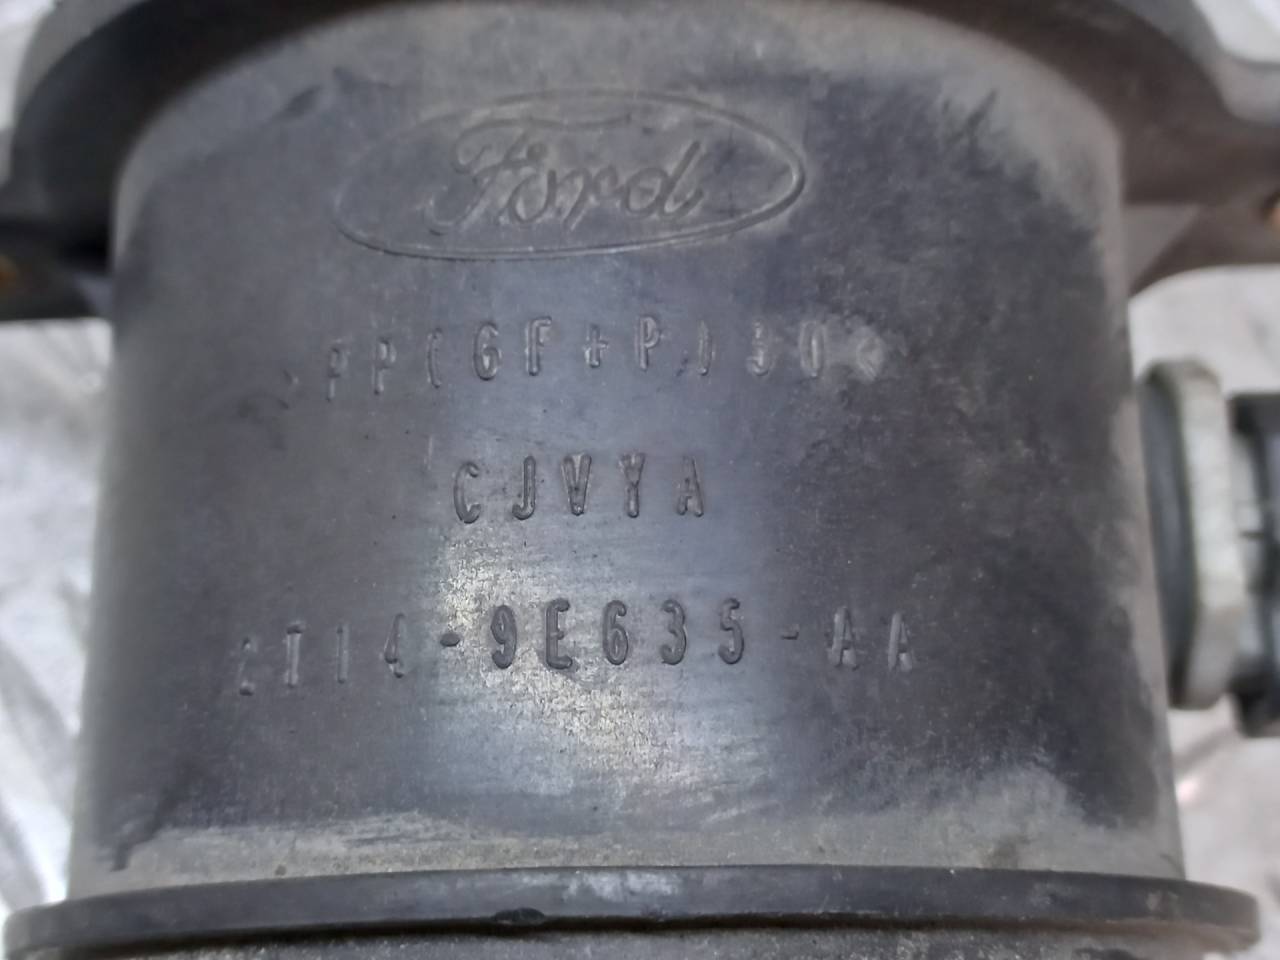 Ford
>PP(GF+P)30<
CJVYA
2T14-9E635-AA